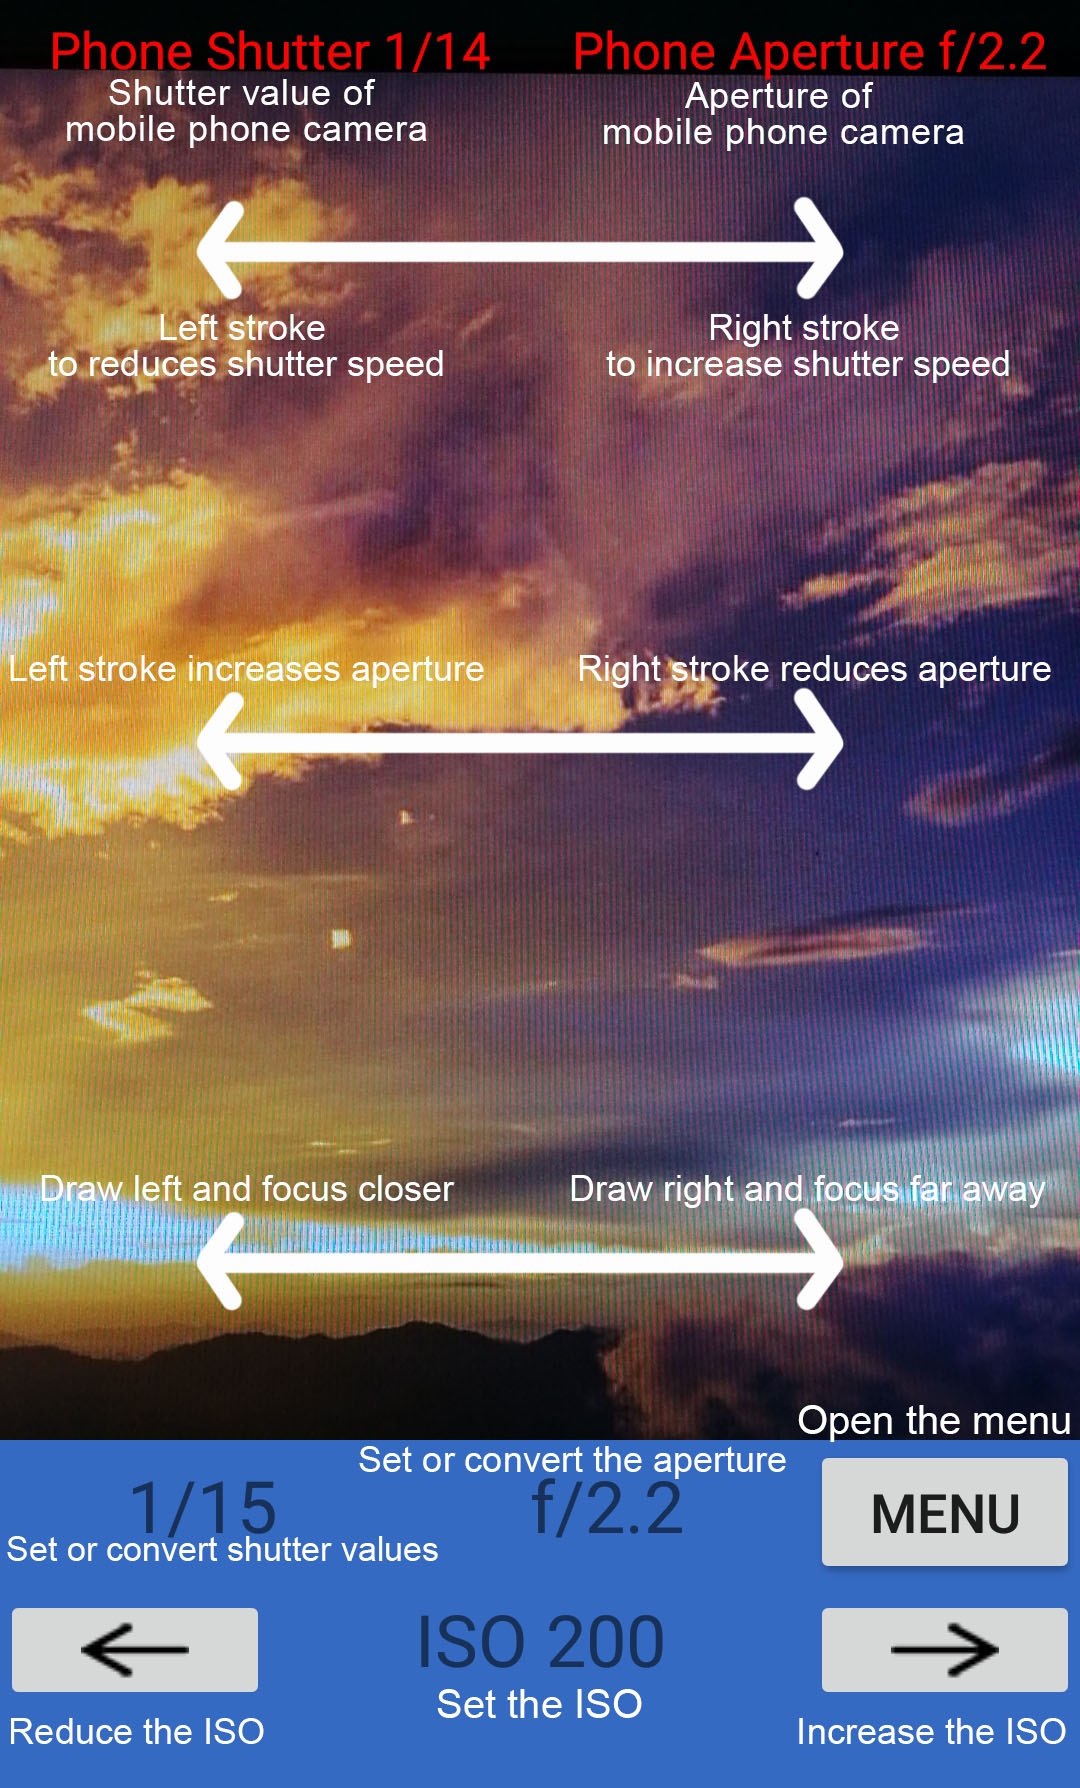 Phone Shutter 1/14
Phone Aperture f/2.2
Shutter value of
mobile phone camera
Aperture of
mobile phone camera
Left stroke
to reduces shutter speed
Right stroke
to increase shutter speed
Left stroke increases aperture
Right stroke reduces aperture
Draw left and focus closer
Draw right and focus far away
Open the menu
Set or convert the aperture
1/15
f/2.2
MENU
Set or convert shutter values
ISO 200
Set the ISO
Reduce the ISO
Increase the ISO